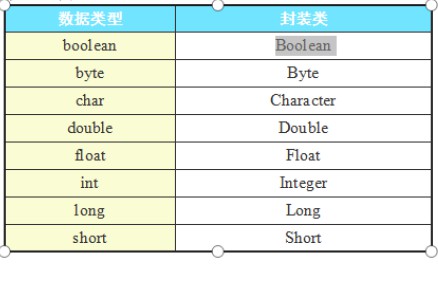 数据类型 封装类
boolean Boolean
byte Byte
char Character
double Double
float Float
int Integer
long Long
short Short